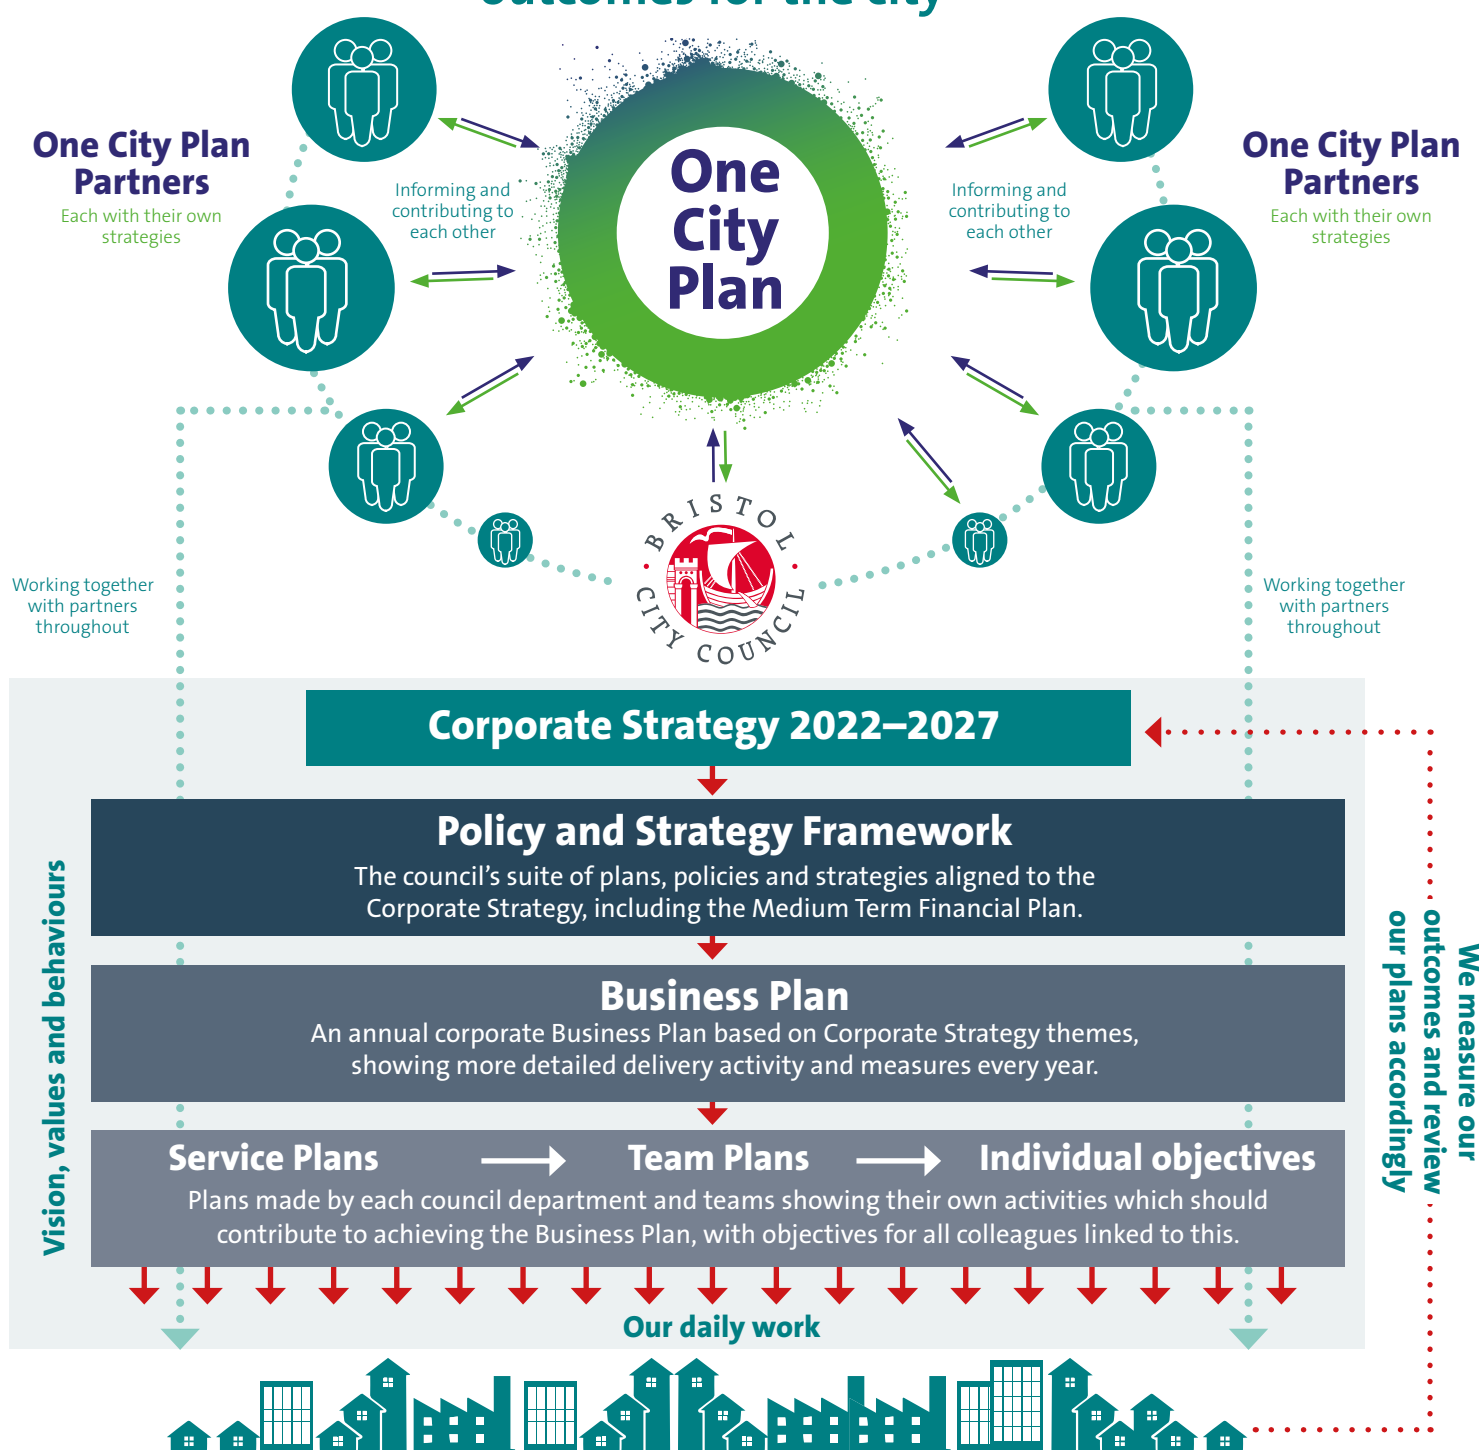 outcomes for the city
One City Plan
Partners
Each with their own
strategies
Informing and
contributing to
each other
One
City
Plan
Informing and
contributing to
each other
One City Plan
Partners
Each with their own
strategies
BRISTOL
CITY COUNCIL
Working together
with partners
throughout
Working together
with partners
throughout
Corporate Strategy 2022–2027
Policy and Strategy Framework
The council’s suite of plans, policies and strategies aligned to the
Corporate Strategy, including the Medium Term Financial Plan.
Business Plan
An annual corporate Business Plan based on Corporate Strategy themes,
showing more detailed delivery activity and measures every year.
Service Plans
Team Plans
Individual objectives
Plans made by each council department and teams showing their own activities which should
contribute to achieving the Business Plan, with objectives for all colleagues linked to this.
Our daily work
Vision, values and behaviours
We measure our
outcomes and review
our plans accordingly